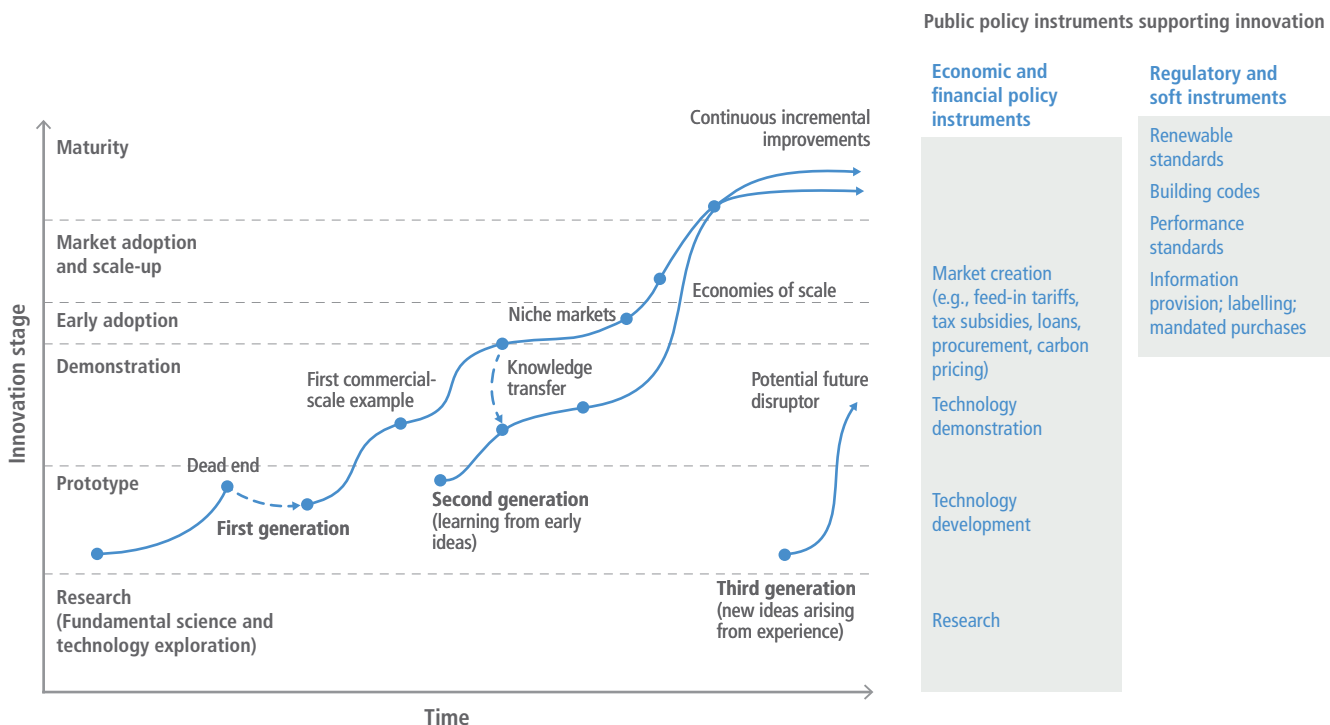 Public policy instruments supporting innovation
Economic and
financial policy
instruments
Regulatory and
soft instruments
Innovation stage
Maturity
Market adoption
and scale-up
Early adoption
Demonstration
Prototype
Research
(Fundamental science and
technology exploration)
Continuous incremental
improvements
Economies of scale
Niche markets
Knowledge
transfer
First commercial-
scale example
Potential future
disruptor
Dead end
First generation
Second generation
(learning from early
ideas)
Third generation
(new ideas arising
from experience)
Time
Market creation
(e.g., feed-in tariffs,
tax subsidies, loans,
procurement, carbon
pricing)
Technology
demonstration
Technology
development
Research
Renewable
standards
Building codes
Performance
standards
Information
provision; labelling;
mandated purchases